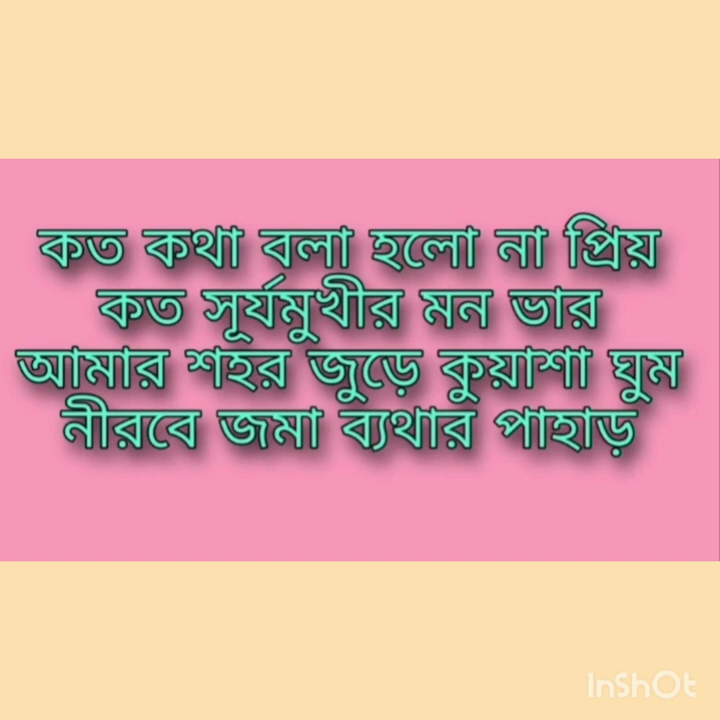 কত কথা বলা হলো না প্রিয়
কত সূর্যমুখীর মন ভার
আমার শহর জুড়ে কুয়াশা ঘুম
নীরবে জমা ব্যথার পাহাড়
InShOt